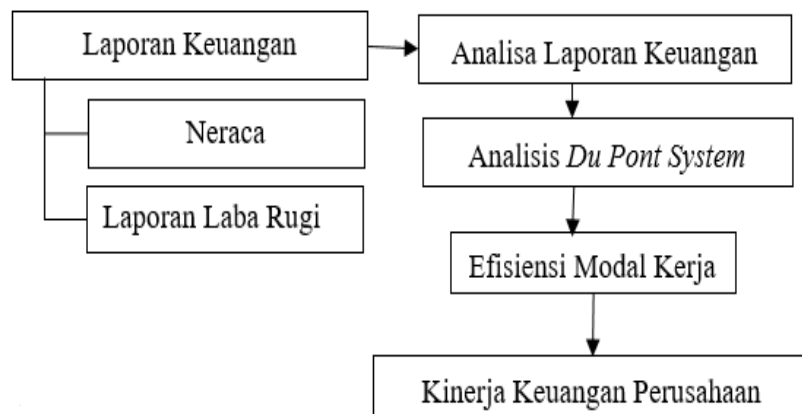 Laporan Keuangan
Analisa Laporan Keuangan
Neraca
Analisis Du Pont System
Laporan Laba Rugi
Efisiensi Modal Kerja
Kinerja Keuangan Perusahaan